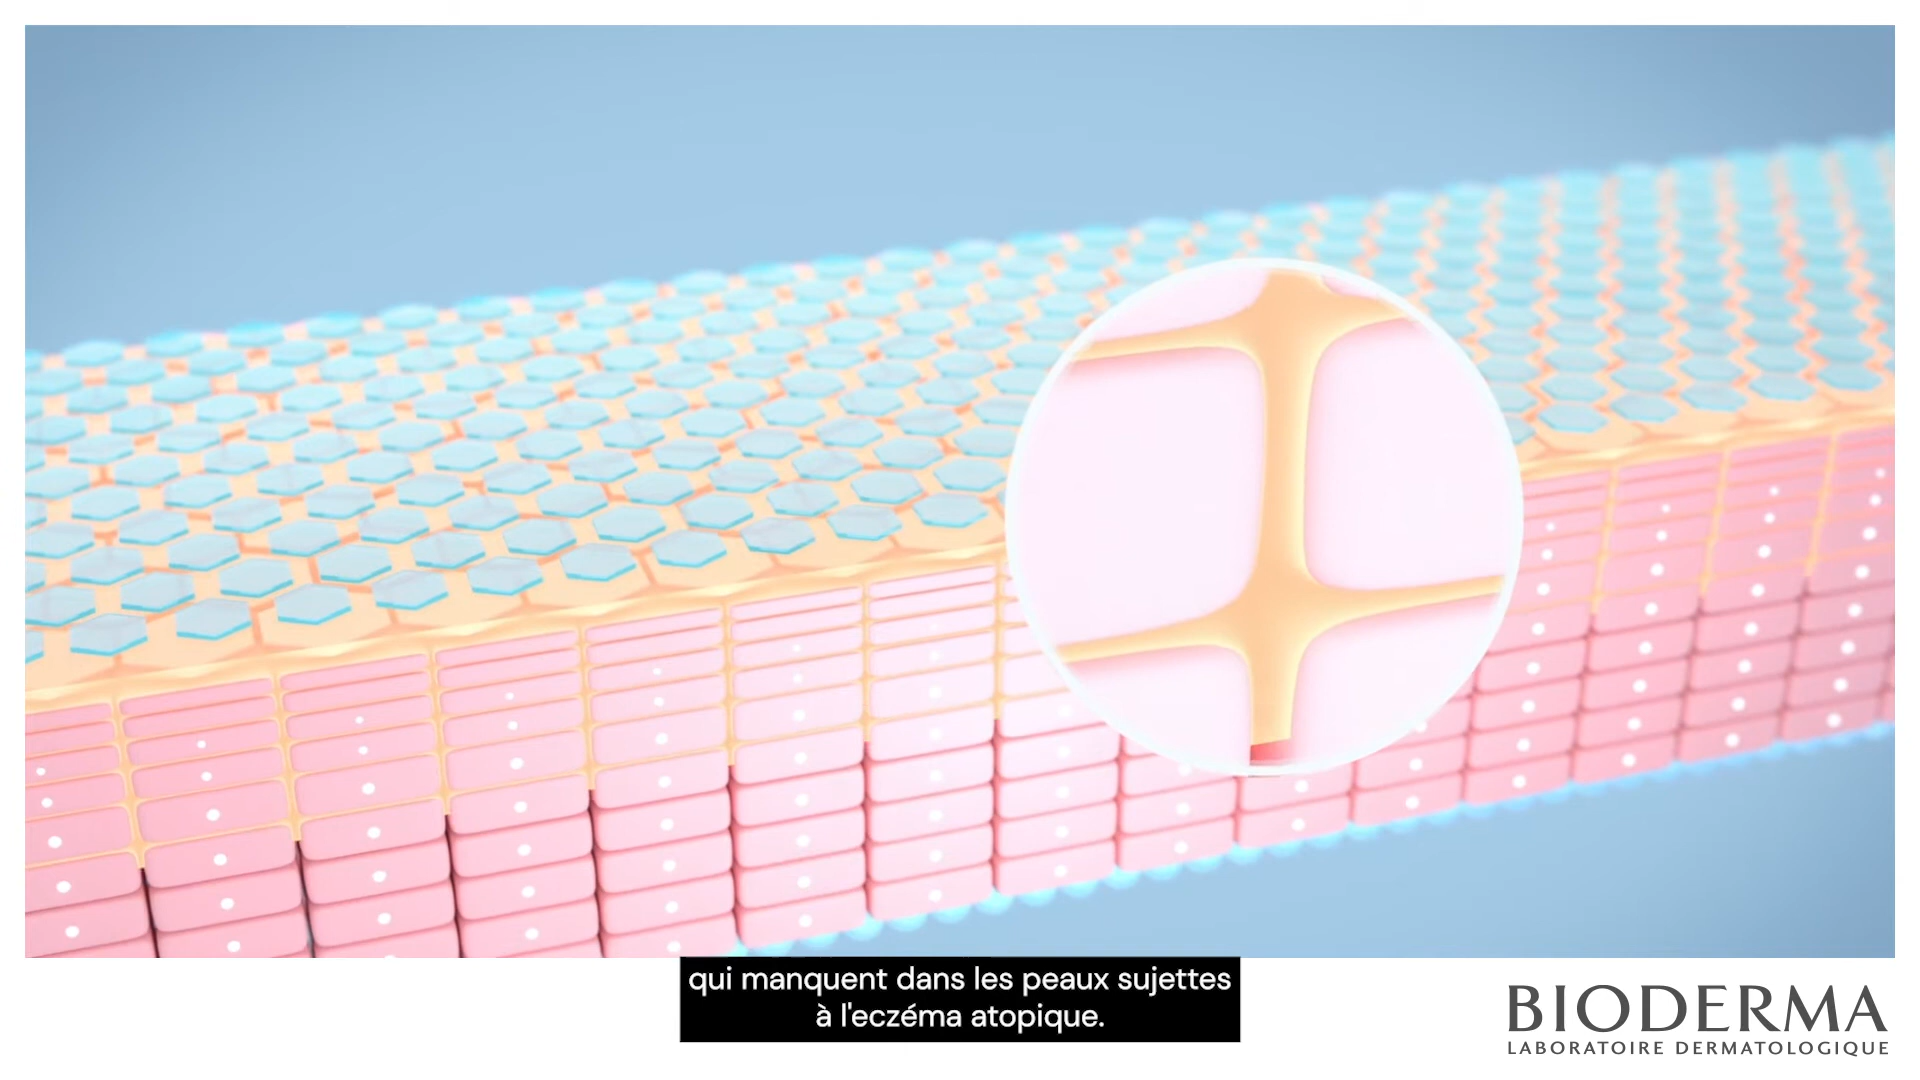 qui manquent dans les peaux sujettes
à l'eczéma atopique.
BIODERMA
LABORATOIRE DERMATOLOGIQUE